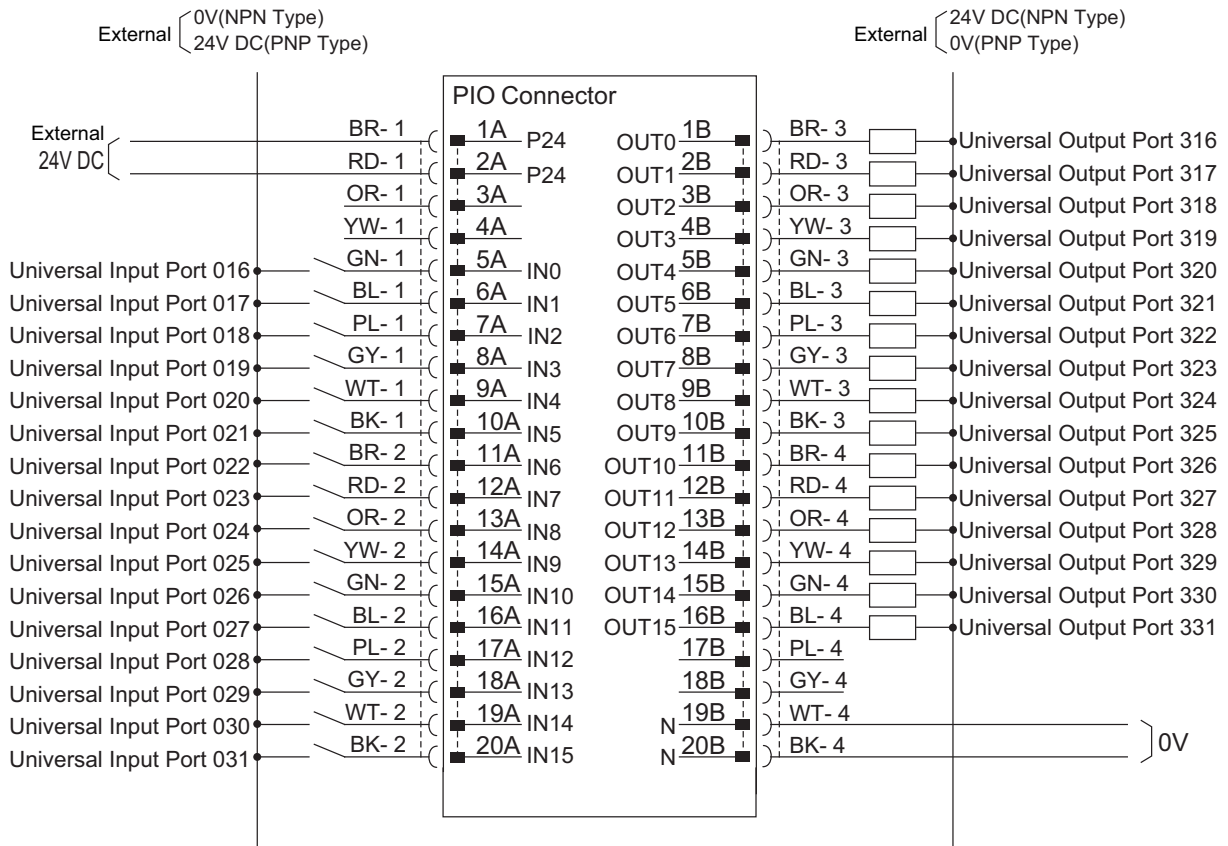 External 0V(NPN Type)
24V DC(PNP Type)
External 24V DC(NPN Type)
0V(PNP Type)
PIO Connector
External
24V DC
BR- 1 1A P24 OUT0 1B BR- 3 Universal Output Port 316
RD- 1 2A P24 OUT1 2B RD- 3 Universal Output Port 317
OR- 1 3A OUT2 3B OR- 3 Universal Output Port 318
YW- 1 4A OUT3 4B YW- 3 Universal Output Port 319
Universal Input Port 016 GN- 1 5A IN0 OUT4 5B GN- 3 Universal Output Port 320
Universal Input Port 017 BL- 1 6A IN1 OUT5 6B BL- 3 Universal Output Port 321
Universal Input Port 018 PL- 1 7A IN2 OUT6 7B PL- 3 Universal Output Port 322
Universal Input Port 019 GY- 1 8A IN3 OUT7 8B GY- 3 Universal Output Port 323
Universal Input Port 020 WT- 1 9A IN4 OUT8 9B WT- 3 Universal Output Port 324
Universal Input Port 021 BK- 1 10A IN5 OUT9 10B BK- 3 Universal Output Port 325
Universal Input Port 022 BR- 2 11A IN6 OUT10 11B BR- 4 Universal Output Port 326
Universal Input Port 023 RD- 2 12A IN7 OUT11 12B RD- 4 Universal Output Port 327
Universal Input Port 024 OR- 2 13A IN8 OUT12 13B OR- 4 Universal Output Port 328
Universal Input Port 025 YW- 2 14A IN9 OUT13 14B YW- 4 Universal Output Port 329
Universal Input Port 026 GN- 2 15A IN10 OUT14 15B GN- 4 Universal Output Port 330
Universal Input Port 027 BL- 2 16A IN11 OUT15 16B BL- 4 Universal Output Port 331
Universal Input Port 028 PL- 2 17A IN12 17B PL- 4
Universal Input Port 029 GY- 2 18A IN13 18B GY- 4
Universal Input Port 030 WT- 2 19A IN14 N 19B WT- 4
Universal Input Port 031 BK- 2 20A IN15 N 20B BK- 4
0V